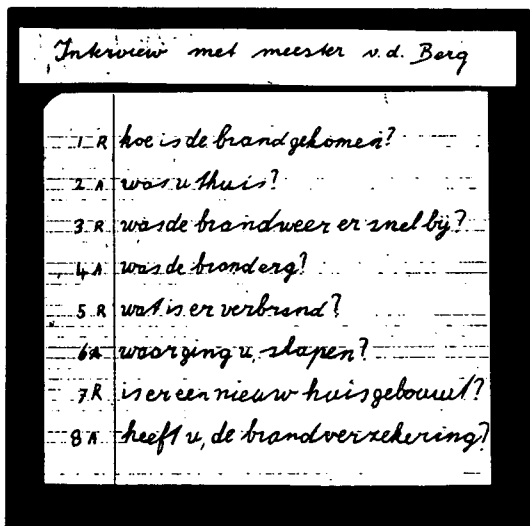 Interview met meester v.d. Berg
1 R hoe is de brand gekomen?
2 A was u thuis?
3 R was de brandweer er snel bij?
4 A was de brand erg?
5 R wat is er verbrand?
6 A waar ging u, slapen?
7 R is er een nieuw huis gebouwt?
8 A heeft u, de brandverzekering?